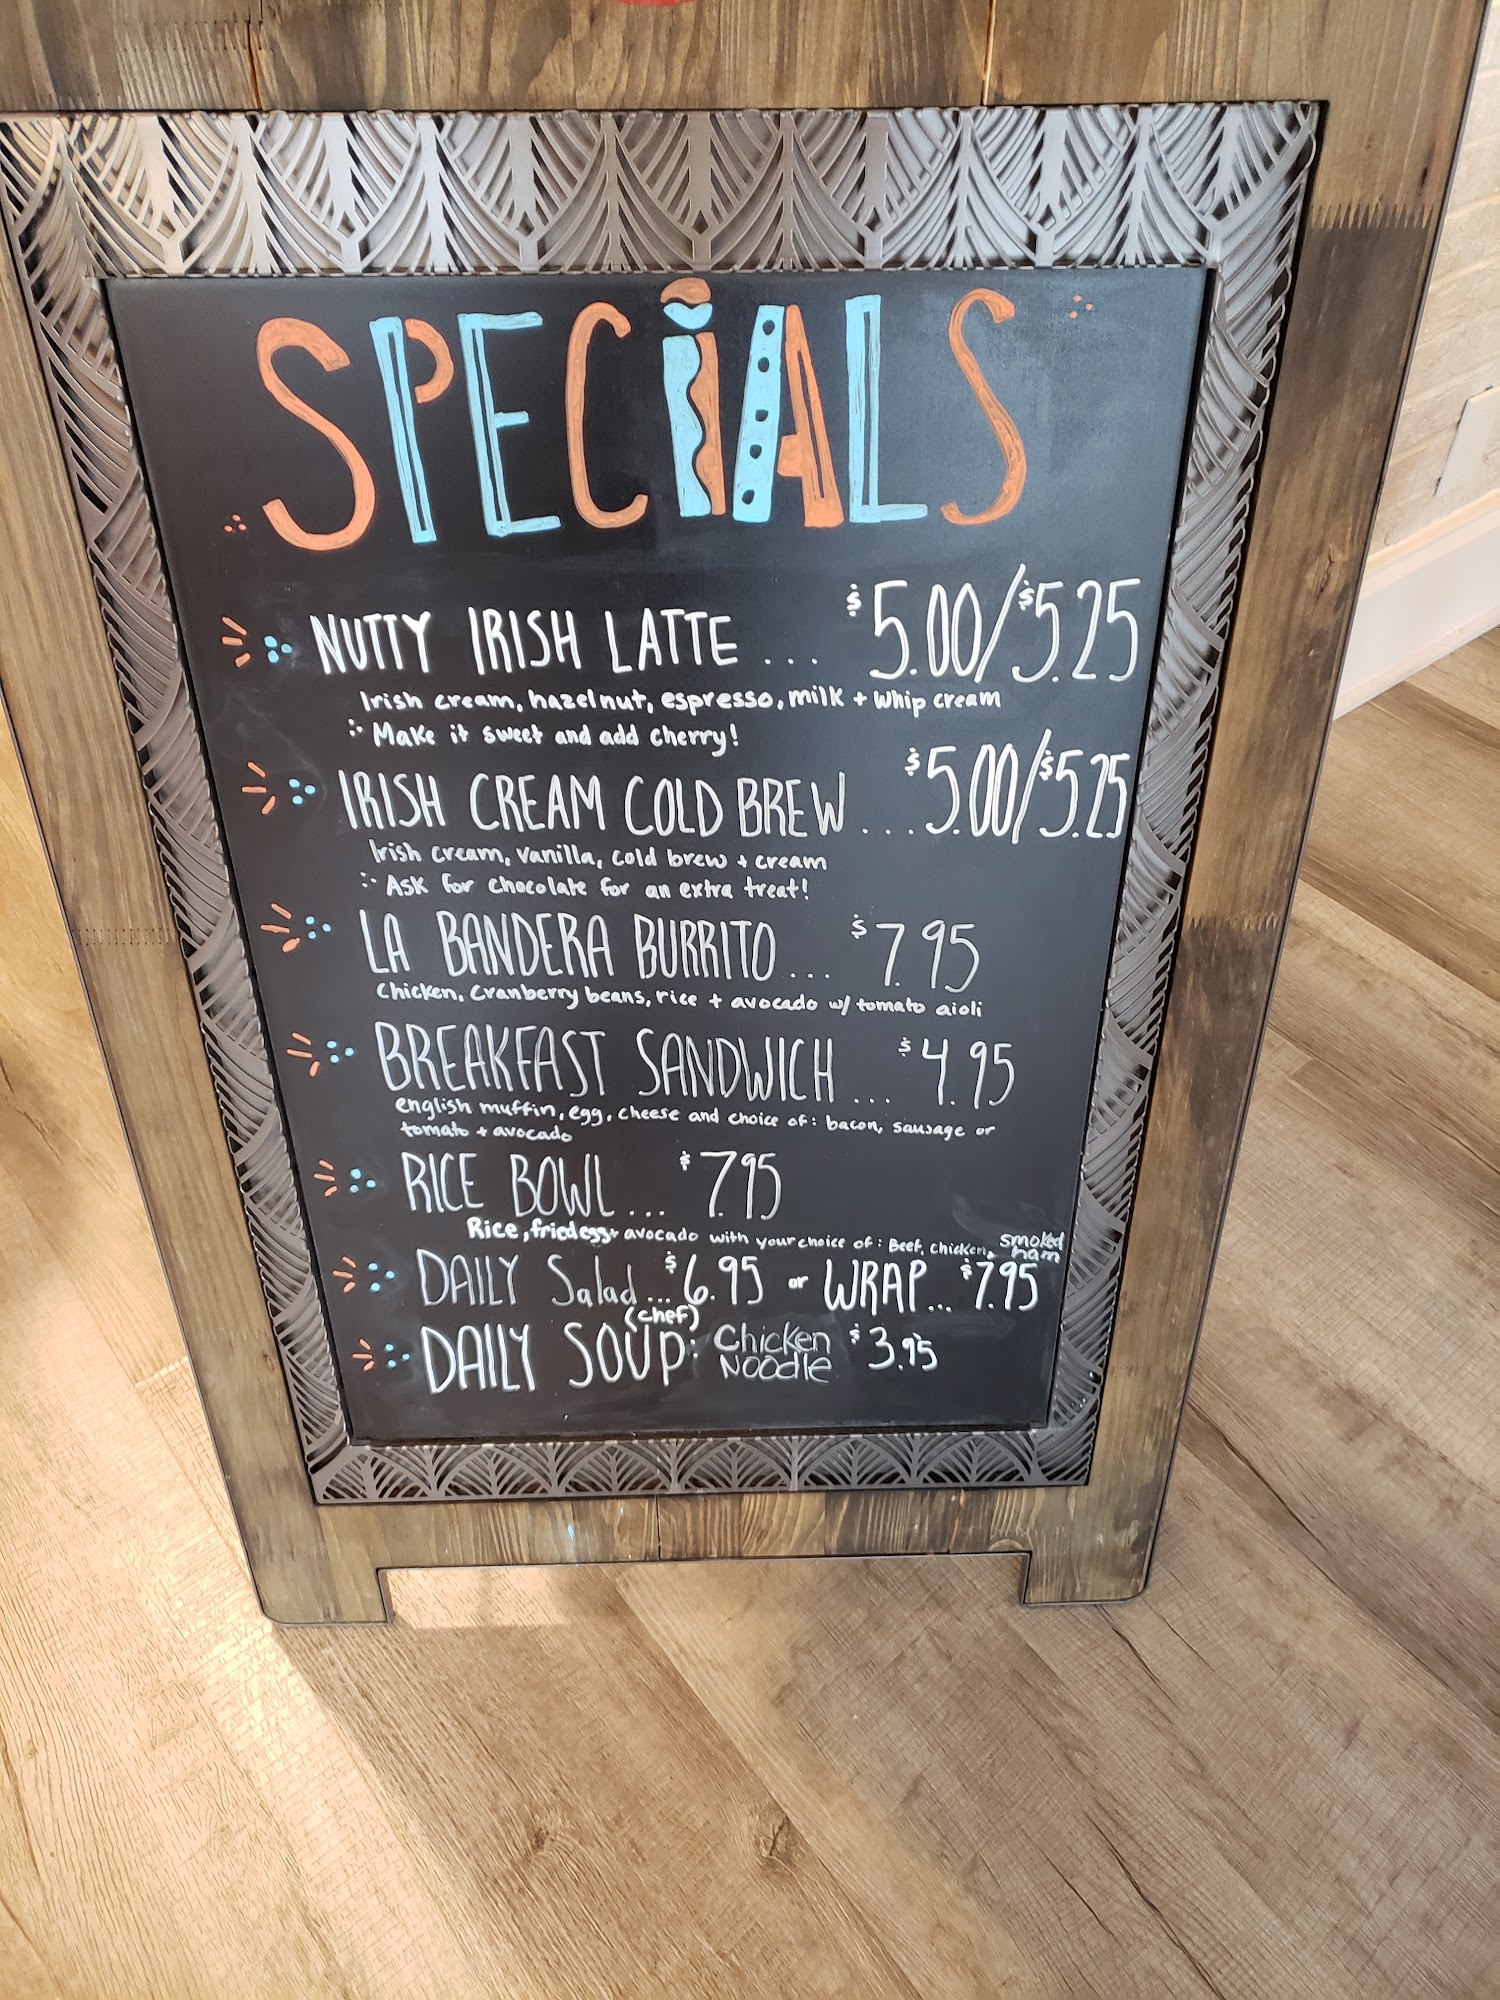 SPECIALS
NUTTY IRISH LATTE ... $5.00/$5.25
Irish cream, hazelnut, espresso, milk + whip cream
Make it sweet and add cherry!
IRISH CREAM COLD BREW ... $5.00/$5.25
Irish cream, vanilla, cold brew + cream
Ask for chocolate for an extra treat!
LA BANDERA BURRITO ... $7.95
Chicken, Cranberry beans, rice + avocado w/ tomato aioli
BREAKFAST SANDWICH ... $4.95
english muffin, egg, cheese and choice of: bacon, sausage or
tomato + avocado
RICE BOWL ... $7.95
Rice, fried egg + avocado with your choice of: Beef, chicken, smoked ham
DAILY Salad ... $6.95 or WRAP ... $7.95
(chef)
DAILY SOUP: Chicken Noodle $3.95